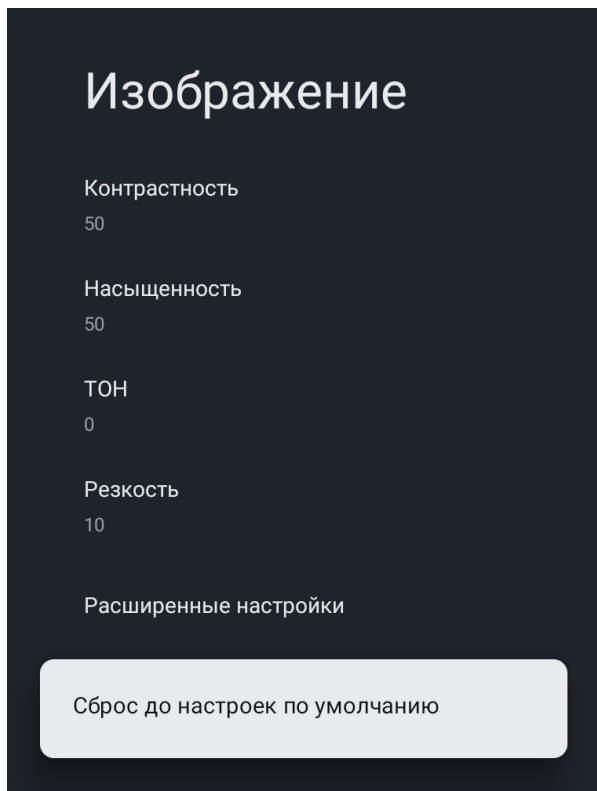 Изображение
Контрастность
50
Насыщенность
50
ТОН
0
Резкость
10
Расширенные настройки
Сброс до настроек по умолчанию